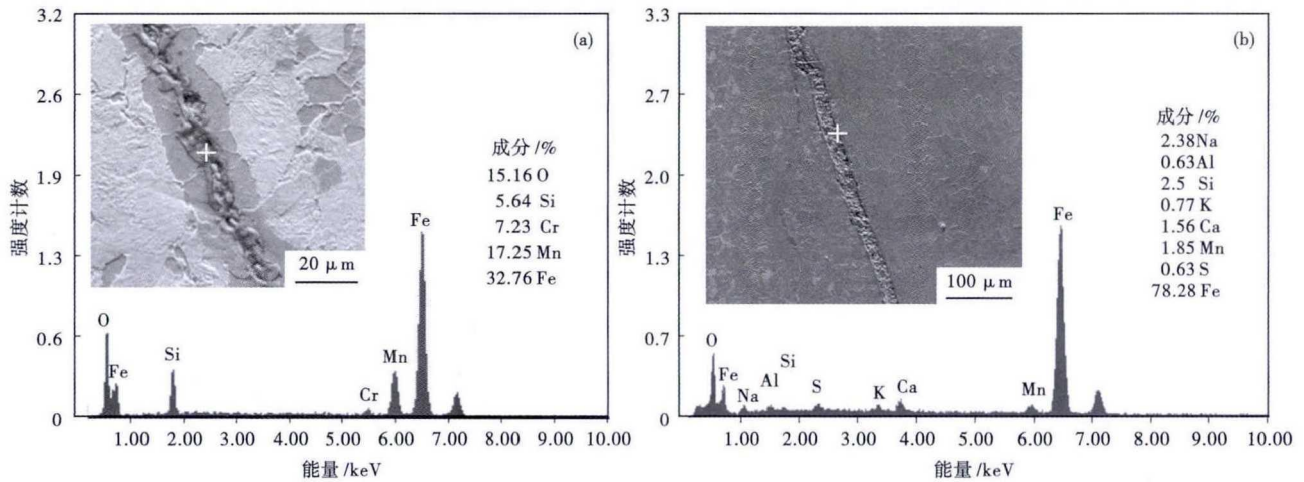 3.2
2.6
1.9
1.3
0.6
0
强度计数
(a)
成分 /%
15.16 O
5.64 Si
7.23 Cr
17.25 Mn
32.76 Fe
20 μm
O
Fe
Si
Cr
Mn
Fe
1.00 2.00 3.00 4.00 5.00 6.00 7.00 8.00 9.00 10.00
能量 /keV
3.3
2.7
2.0
1.3
0.7
0
强度计数
(b)
成分 /%
2.38Na
0.63Al
2.5 Si
0.77 K
1.56 Ca
1.85 Mn
0.63 S
78.28 Fe
100 μm
O
Fe
Na
Al
Si
S
K
Ca
Mn
Fe
1.00 2.00 3.00 4.00 5.00 6.00 7.00 8.00 9.00 10.00
能量 /keV